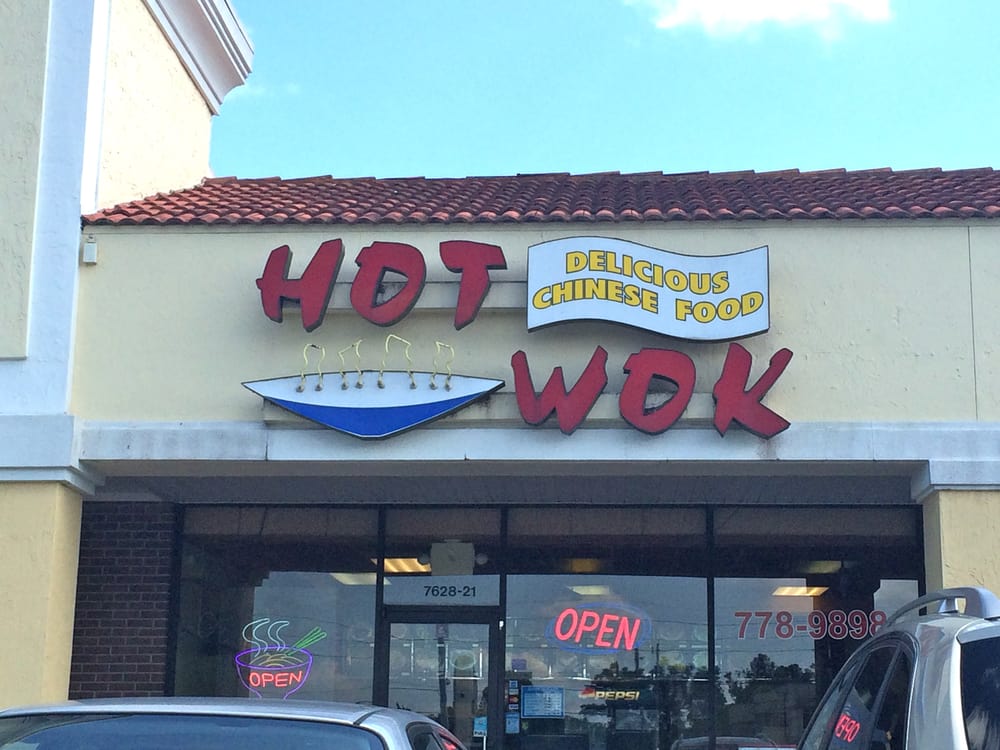 HOT
DELICIOUS
CHINESE FOOD
WOK
7628-21
OPEN
OPEN
778-9898
PEPSI